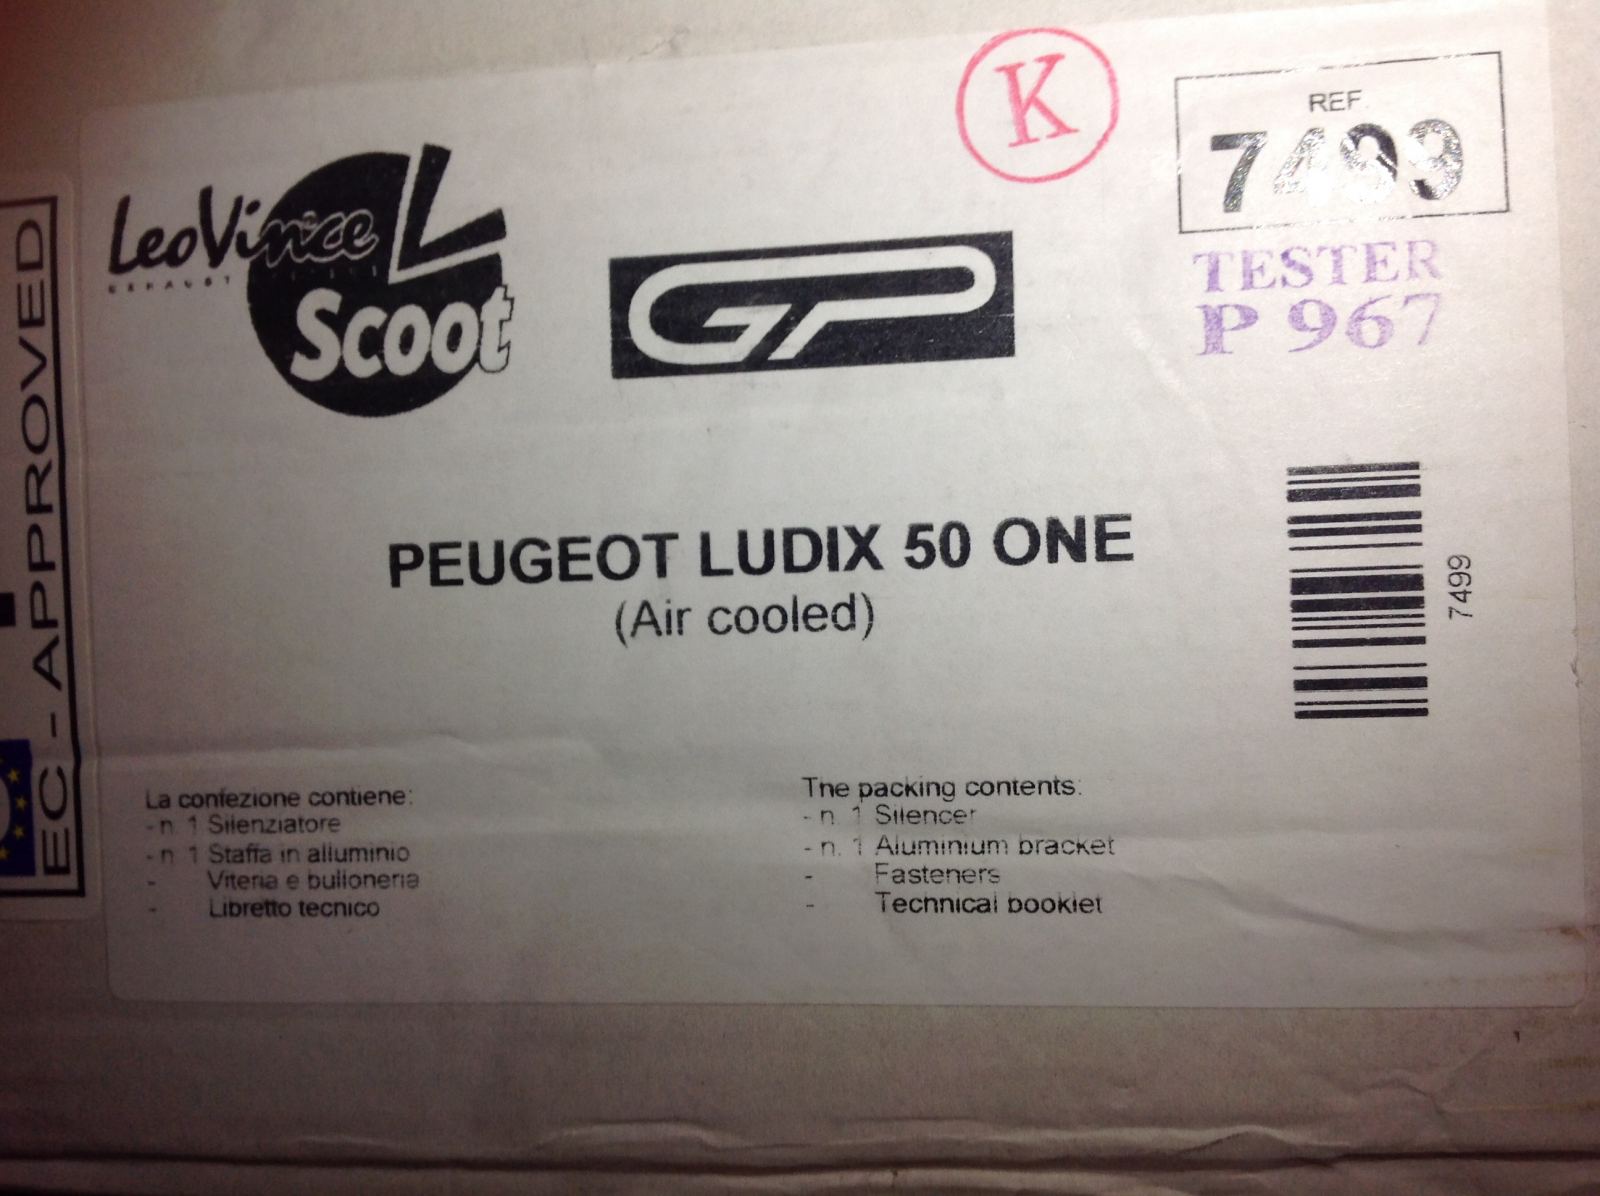 K
REF.
7499
LeoVince
EXHAUST
Scoot
GP
TESTER
P 967
PEUGEOT LUDIX 50 ONE
(Air cooled)
7499
EC - APPROVED
La confezione contiene:
- n. 1 Silenziatore
- n. 1 Staffa in alluminio
- Viteria e bulloneria
- Libretto tecnico
The packing contents:
- n. 1 Silencer
- n. 1 Aluminium bracket
- Fasteners
- Technical booklet